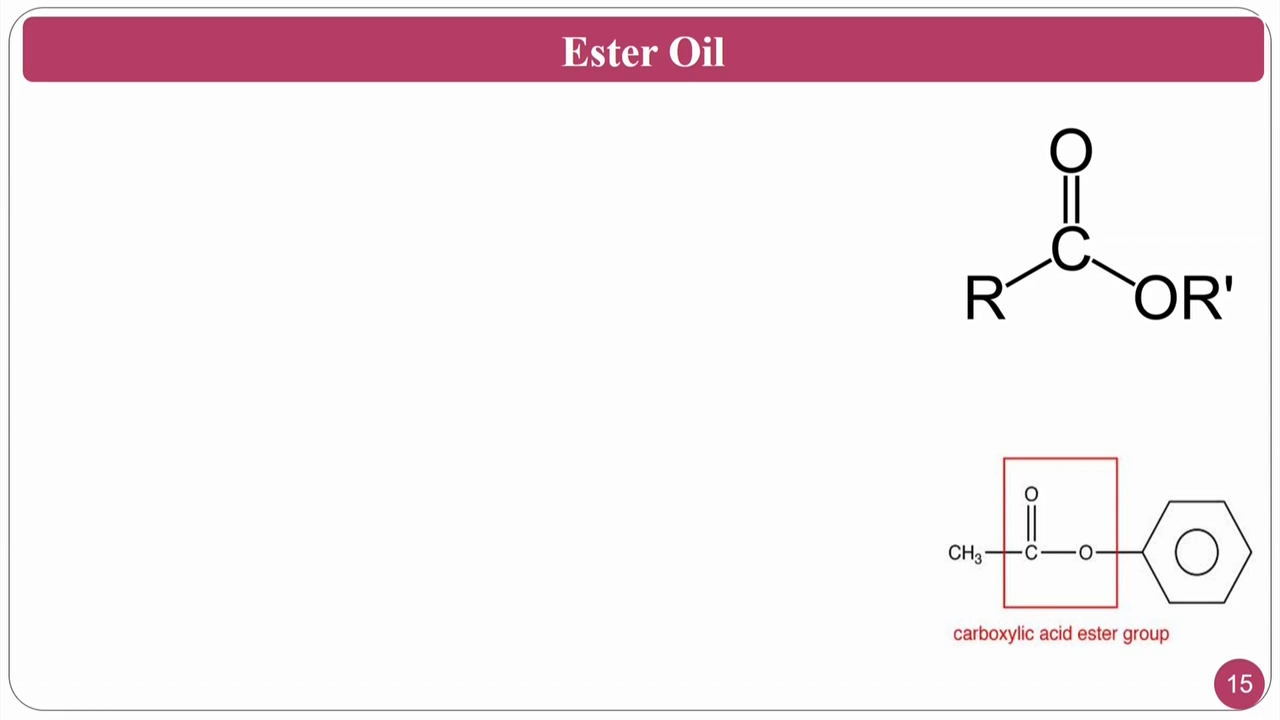 Ester Oil
O
C
R OR'
O
CH₃ C O
carboxylic acid ester group
15